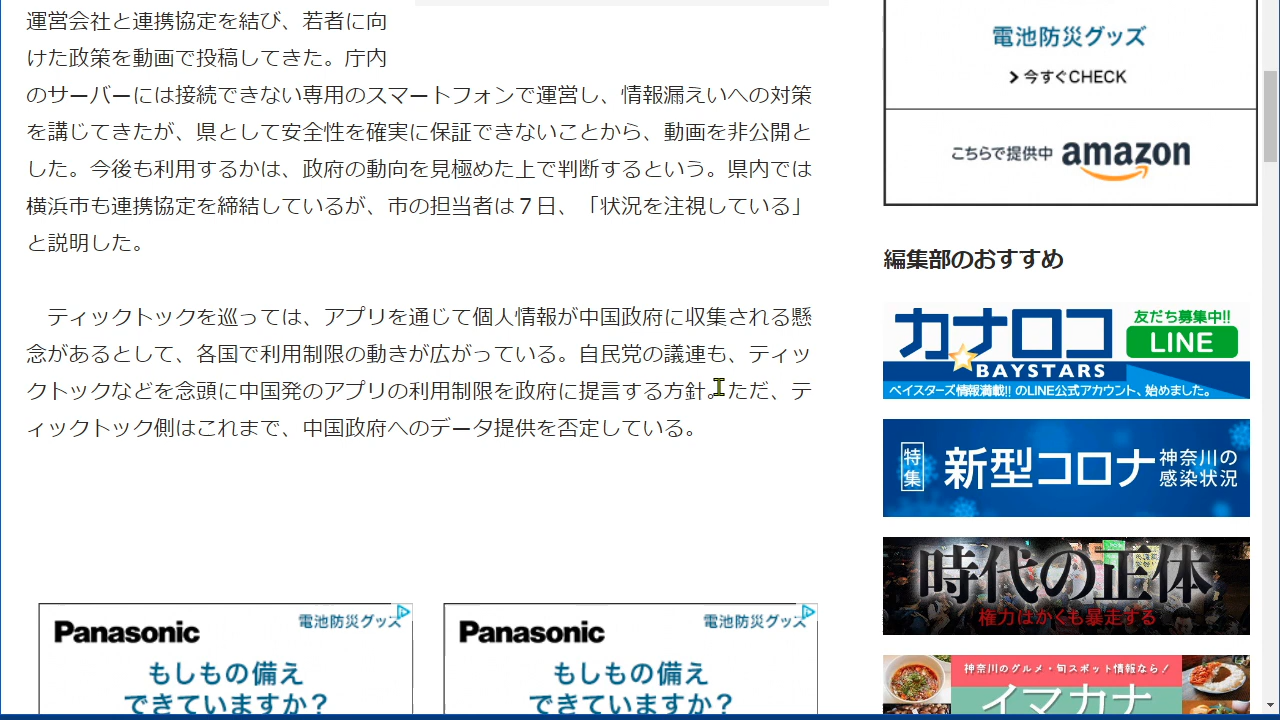 運営会社と連携協定を結び、若者に向
けた政策を動画で投稿してきた。庁内
のサーバーには接続できない専用のスマートフォンで運営し、情報漏えいへの対策
を講じてきたが、県として安全性を確実に保証できないことから、動画を非公開と
した。今後も利用するかは、政府の動向を見極めた上で判断するという。県内では
横浜市も連携協定を締結しているが、市の担当者は７日、「状況を注視している」
と説明した。
ティックトックを巡っては、アプリを通じて個人情報が中国政府に収集される懸
念があるとして、各国で利用制限の動きが広がっている。自民党の議連も、ティッ
クトックなどを念頭に中国発のアプリの利用制限を政府に提言する方針。ただ、テ
ィックトック側はこれまで、中国政府へのデータ提供を否定している。
Panasonic
電池防災グッズ
もしもの備え
できていますか？
Panasonic
電池防災グッズ
もしもの備え
できていますか？
電池防災グッズ
今すぐCHECK
こちらで提供中 amazon
編集部のおすすめ
カナロコ
BAYSTARS
友だち募集中!!
LINE
ベイスターズ情報満載!! のLINE公式アカウント、始めました。
特集
新型コロナ
神奈川の
感染状況
時代の正体
権力はかくも暴走する
神奈川のグルメ・旬スポット情報なら！
イマカナ